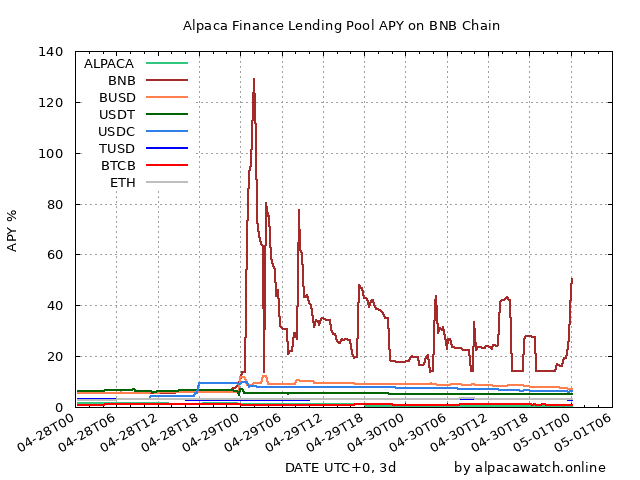 Alpaca Finance Lending Pool APY on BNB Chain
APY %
140
120
100
80
60
40
20
0
ALPACA
BNB
BUSD
USDT
USDC
TUSD
BTCB
ETH
04-28T00
04-28T06
04-28T12
04-28T18
04-29T00
04-29T06
04-29T12
04-29T18
04-30T00
04-30T06
04-30T12
04-30T18
05-01T00
05-01T06
DATE UTC+0, 3d
by alpacawatch.online